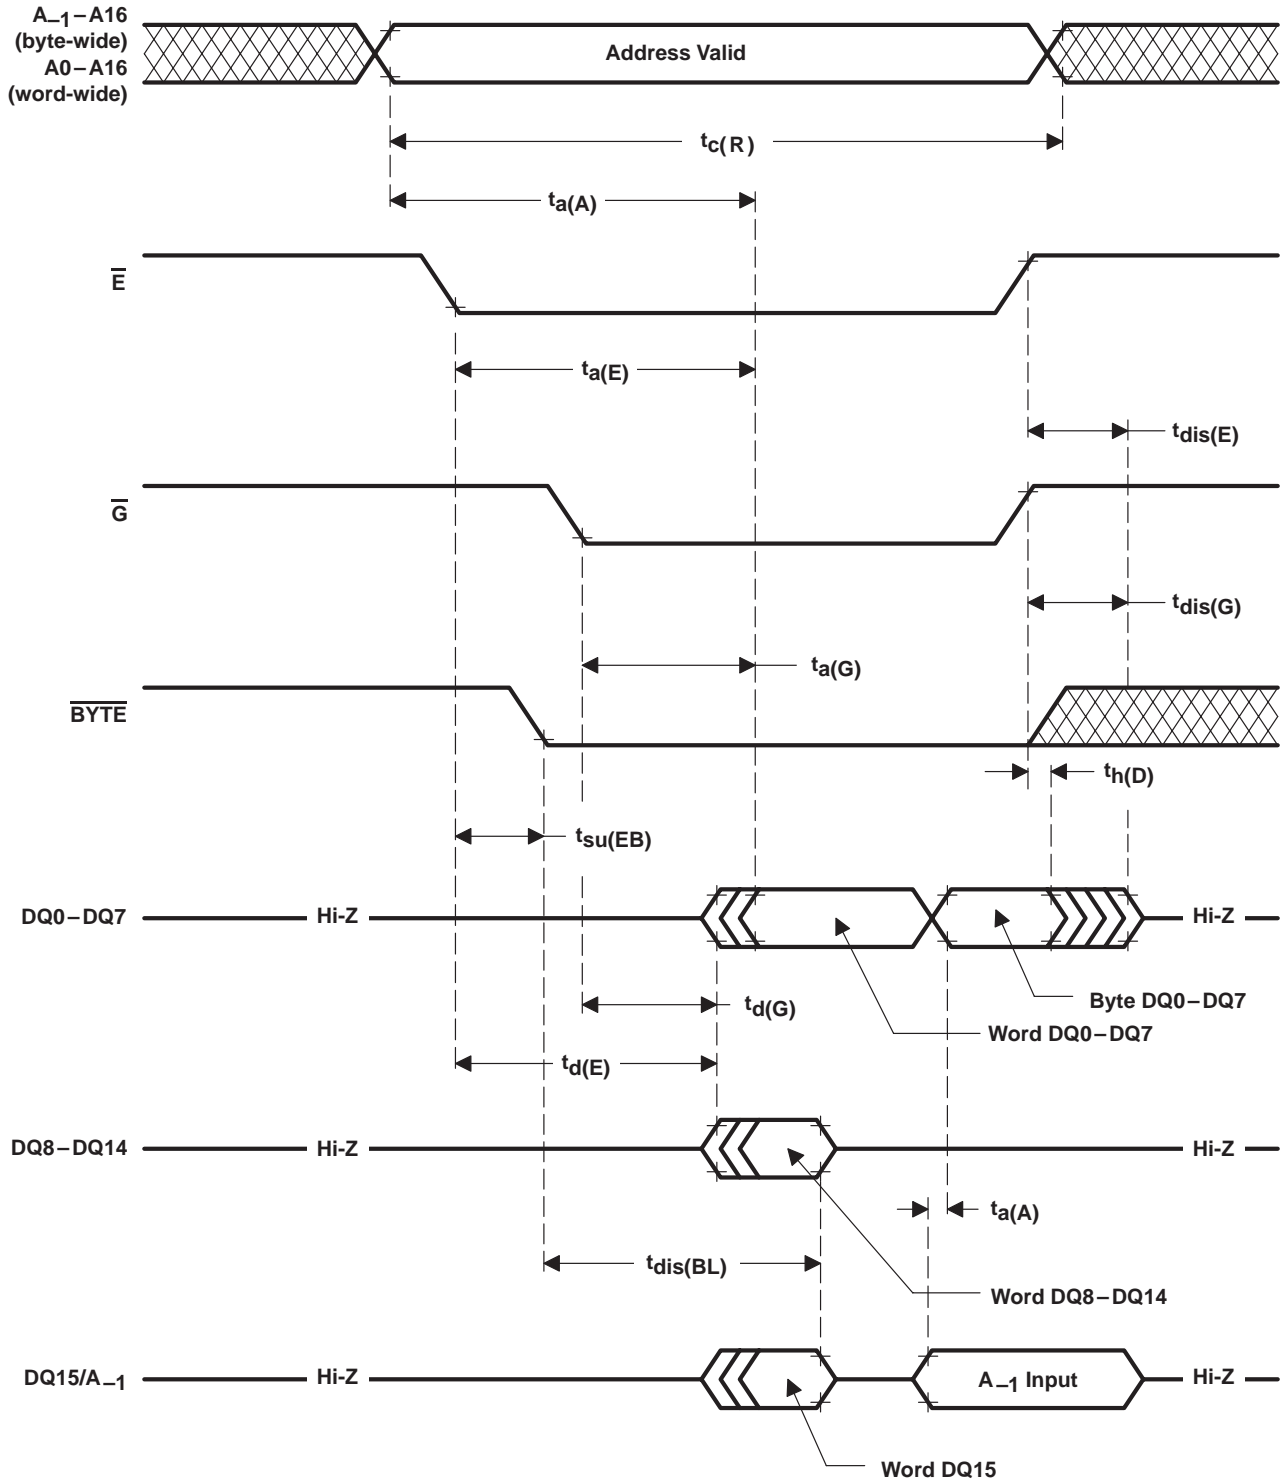 A–1–A16
(byte-wide)
A0–A16
(word-wide)
Address Valid
tc(R)
ta(A)
E̅
ta(E)
tdis(E)
G̅
tdis(G)
ta(G)
B̅Y̅T̅E̅
th(D)
tsu(EB)
DQ0–DQ7
Hi-Z
Hi-Z
Byte DQ0–DQ7
td(G)
Word DQ0–DQ7
td(E)
DQ8–DQ14
Hi-Z
Hi-Z
ta(A)
tdis(BL)
Word DQ8–DQ14
DQ15/A–1
Hi-Z
A–1 Input
Hi-Z
Word DQ15